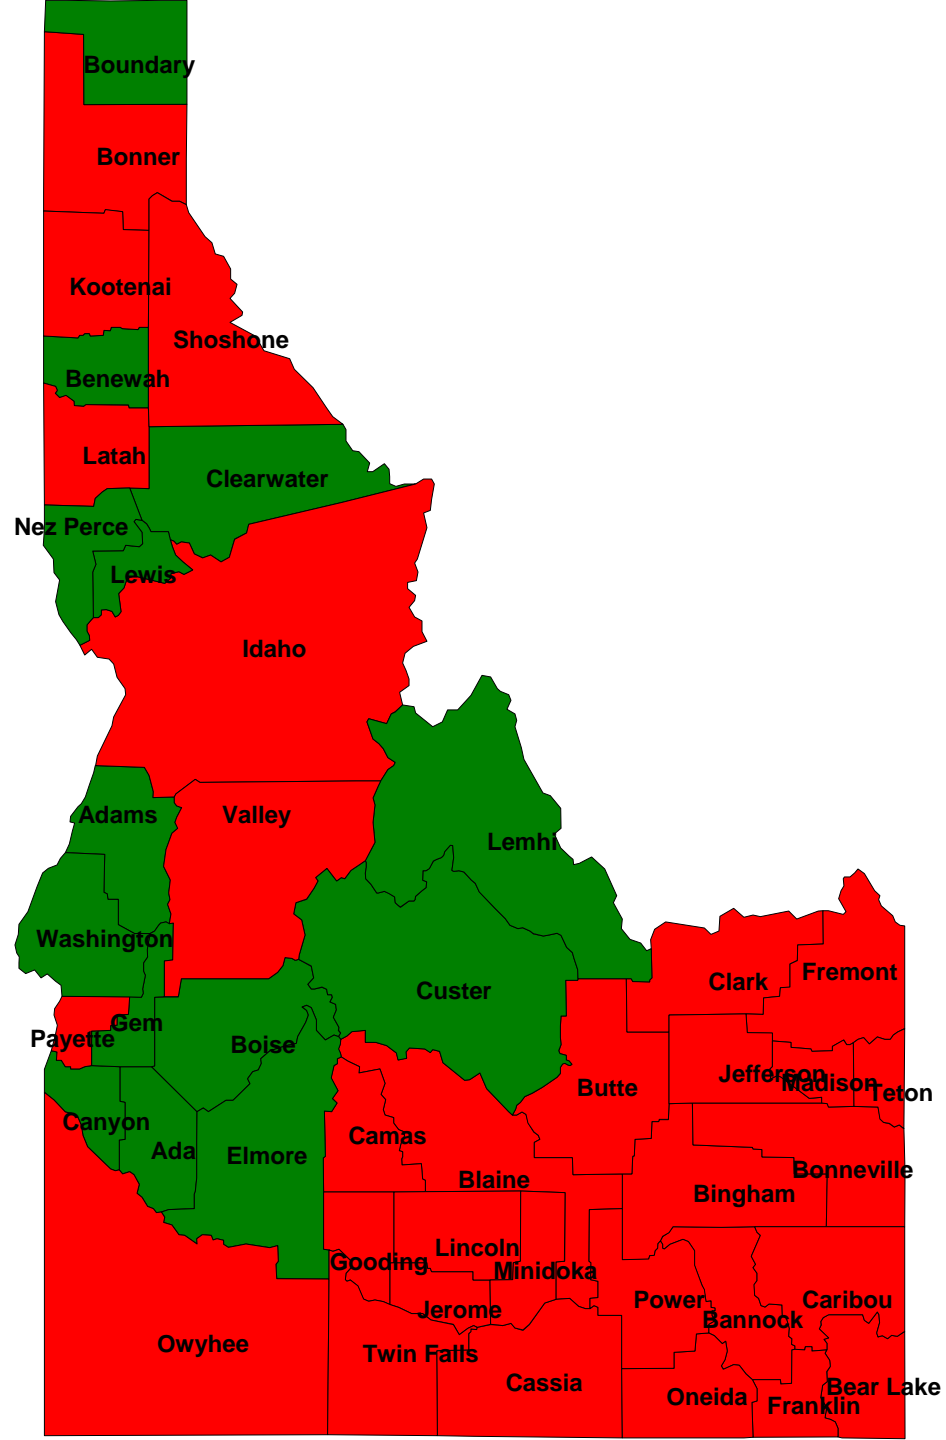 Boundary
Bonner
Kootenai
Shoshone
Benewah
Latah
Clearwater
Nez Perce
Lewis
Idaho
Adams
Valley
Lemhi
Washington
Custer
Clark
Fremont
Payette
Gem
Boise
Butte
Jefferson
Madison
Teton
Canyon
Ada
Elmore
Camas
Blaine
Bonneville
Bingham
Gooding
Lincoln
Minidoka
Jerome
Power
Bannock
Caribou
Owyhee
Twin Falls
Cassia
Oneida
Franklin
Bear Lake